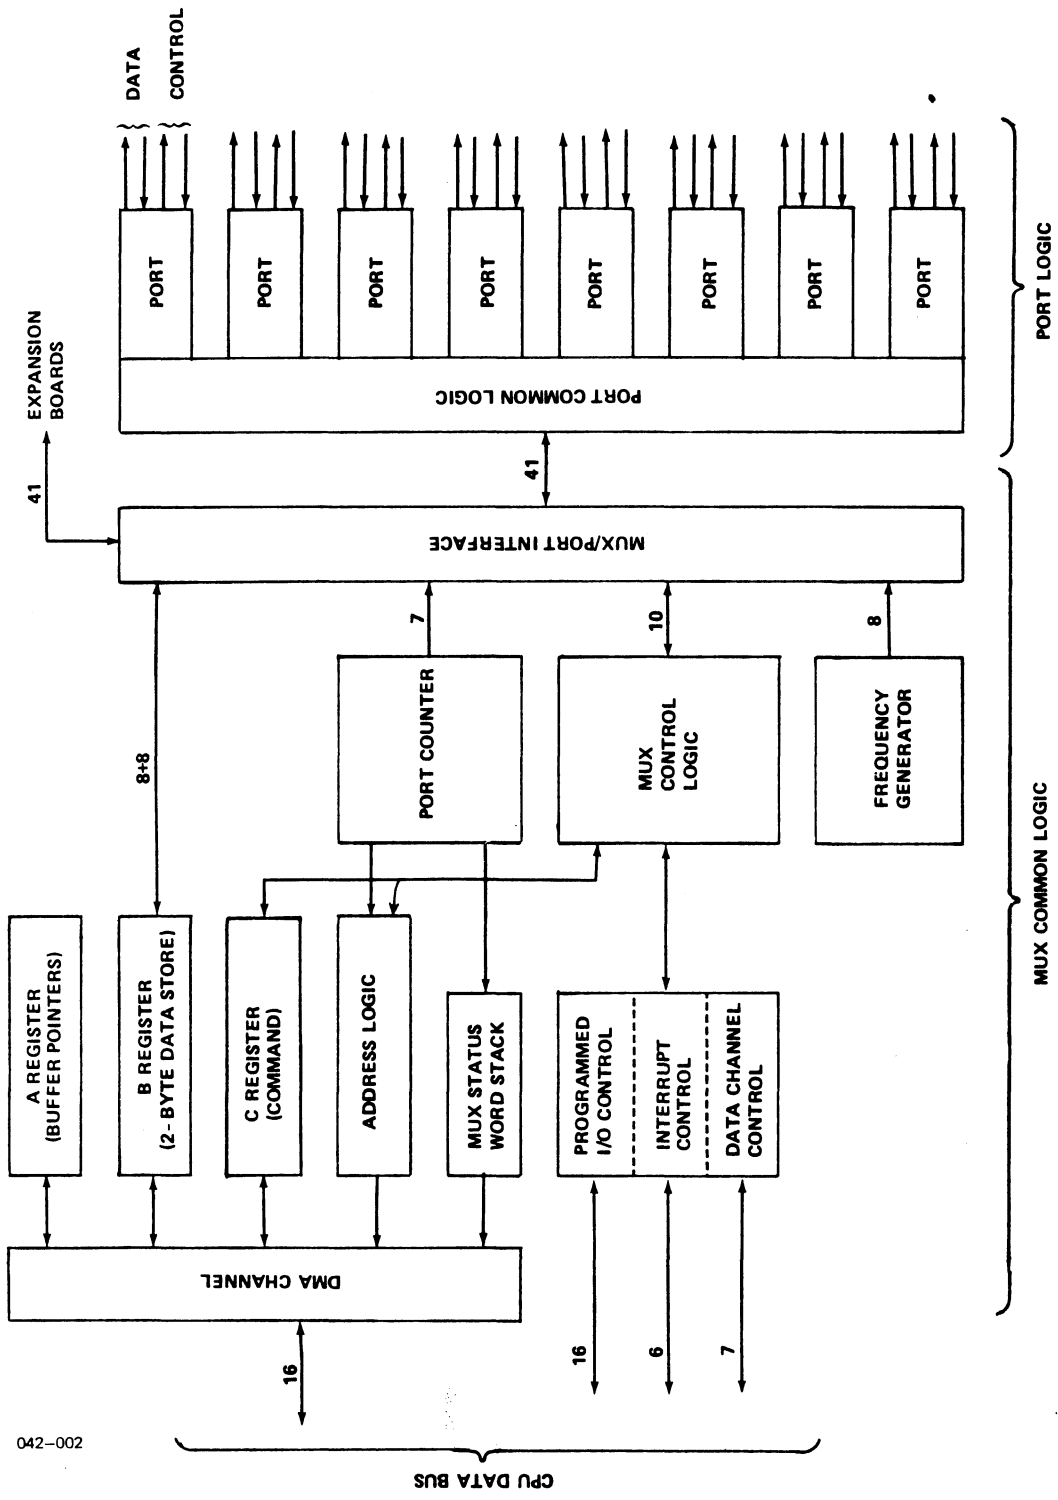 DATA
CONTROL
EXPANSION
BOARDS
41
PORT
PORT
PORT
PORT
PORT
PORT
PORT
PORT
PORT COMMON LOGIC
41
MUX/PORT INTERFACE
8+8
7
10
8
PORT COUNTER
MUX
CONTROL
LOGIC
FREQUENCY
GENERATOR
A REGISTER
(BUFFER POINTERS)
B REGISTER
(2-BYTE DATA STORE)
C REGISTER
(COMMAND)
ADDRESS LOGIC
MUX STATUS
WORD STACK
PROGRAMMED
I/O CONTROL
INTERRUPT
CONTROL
DATA CHANNEL
CONTROL
DMA CHANNEL
16
16
6
7
CPU DATA BUS
PORT LOGIC
MUX COMMON LOGIC
042-002